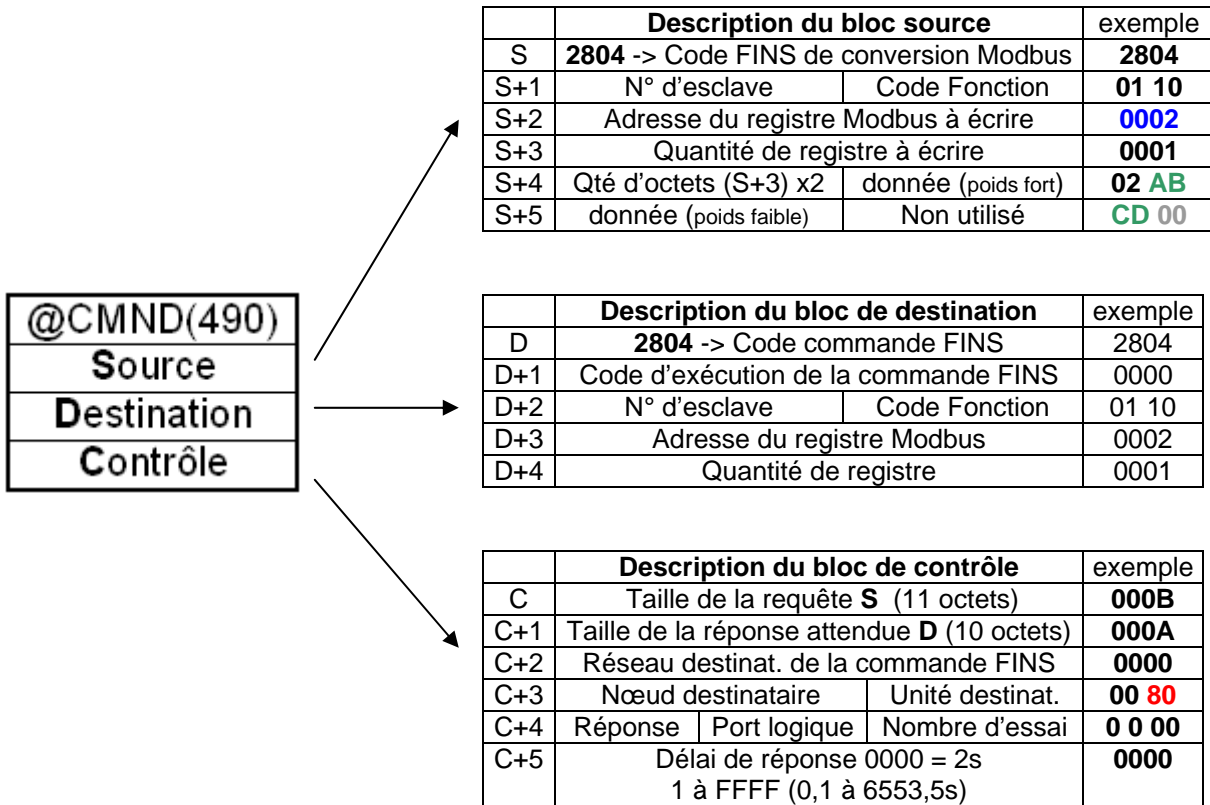 Description du bloc source exemple
S 2804 -> Code FINS de conversion Modbus 2804
S+1 N° d'esclave Code Fonction 01 10
S+2 Adresse du registre Modbus à écrire 0002
S+3 Quantité de registre à écrire 0001
S+4 Qté d'octets (S+3) x2 donnée (poids fort) 02 AB
S+5 donnée (poids faible) Non utilisé CD 00
@CMND(490)
Source
Destination
Contrôle
Description du bloc de destination exemple
D 2804 -> Code commande FINS 2804
D+1 Code d'exécution de la commande FINS 0000
D+2 N° d'esclave Code Fonction 01 10
D+3 Adresse du registre Modbus 0002
D+4 Quantité de registre 0001
Description du bloc de contrôle exemple
C Taille de la requête S (11 octets) 000B
C+1 Taille de la réponse attendue D (10 octets) 000A
C+2 Réseau destinat. de la commande FINS 0000
C+3 Nœud destinataire Unité destinat. 00 80
C+4 Réponse Port logique Nombre d'essai 0 0 00
C+5 Délai de réponse 0000 = 2s 0000
1 à FFFF (0,1 à 6553,5s)